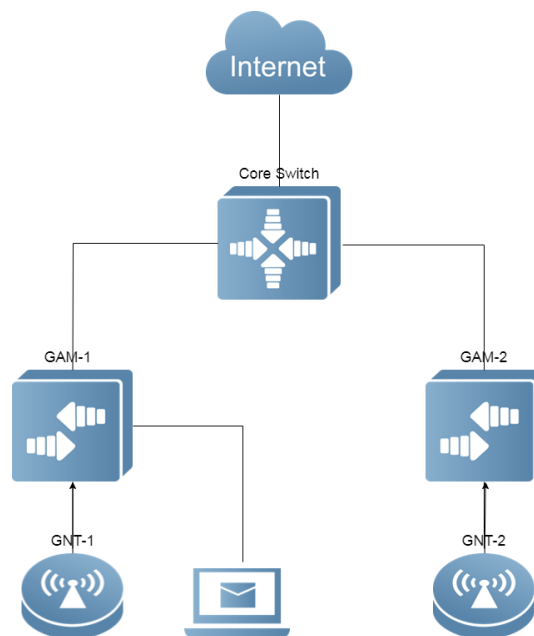 Internet
Core Switch
GAM-1
GAM-2
GNT-1
GNT-2